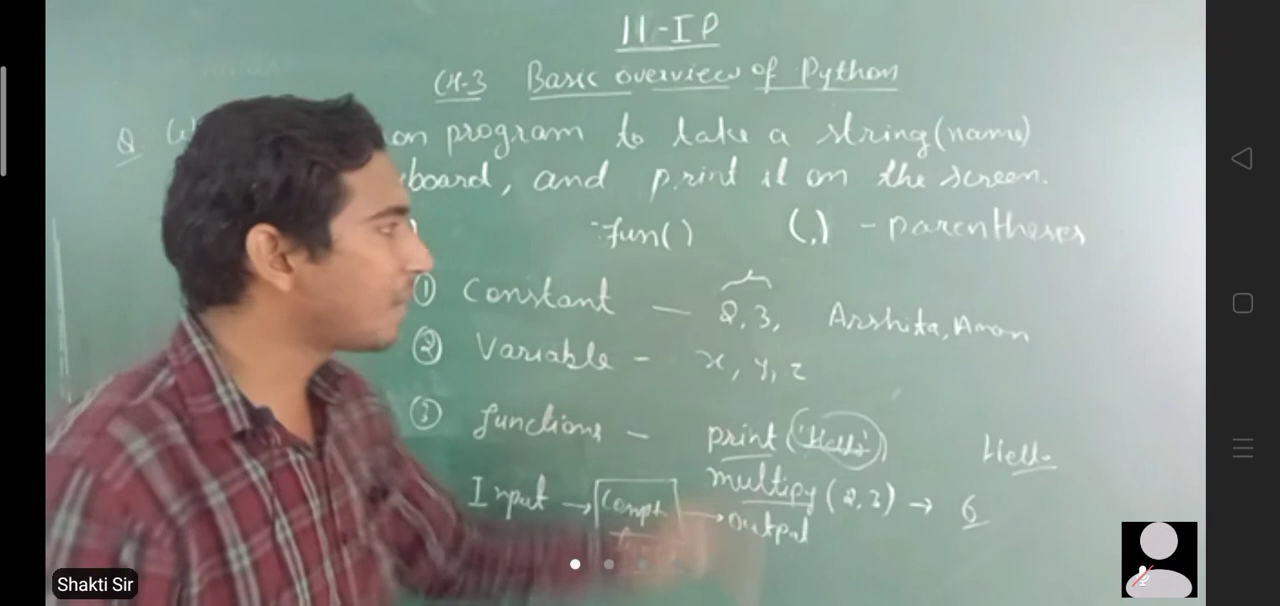 11-IP
CH-3 Basic overview of Python
Q. on program to take a string (name)
board, and print it on the screen.
fun() (,) - parentheses
① Constant — 2, 3, Arshita, Aman
② Variable - x, y, z
③ functions - print('Hello') Hello
multipy (2, 3) → 6
Input → → output
Shakti Sir